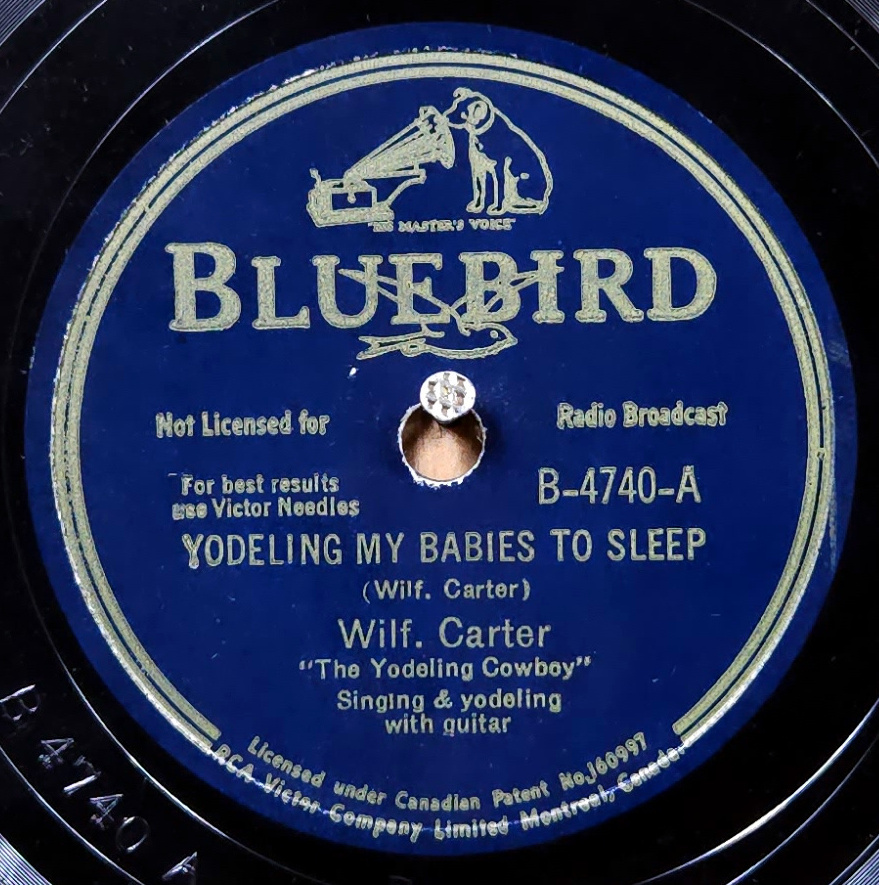 "HIS MASTER'S VOICE"
BLUEBIRD
Not Licensed for Radio Broadcast
For best results
use Victor Needles
B-4740-A
YODELING MY BABIES TO SLEEP
(Wilf. Carter)
Wilf. Carter
"The Yodeling Cowboy"
Singing & yodeling
with guitar
Licensed under Canadian Patent No.360997
RCA Victor Company Limited Montreal, Canada
B 4740 A